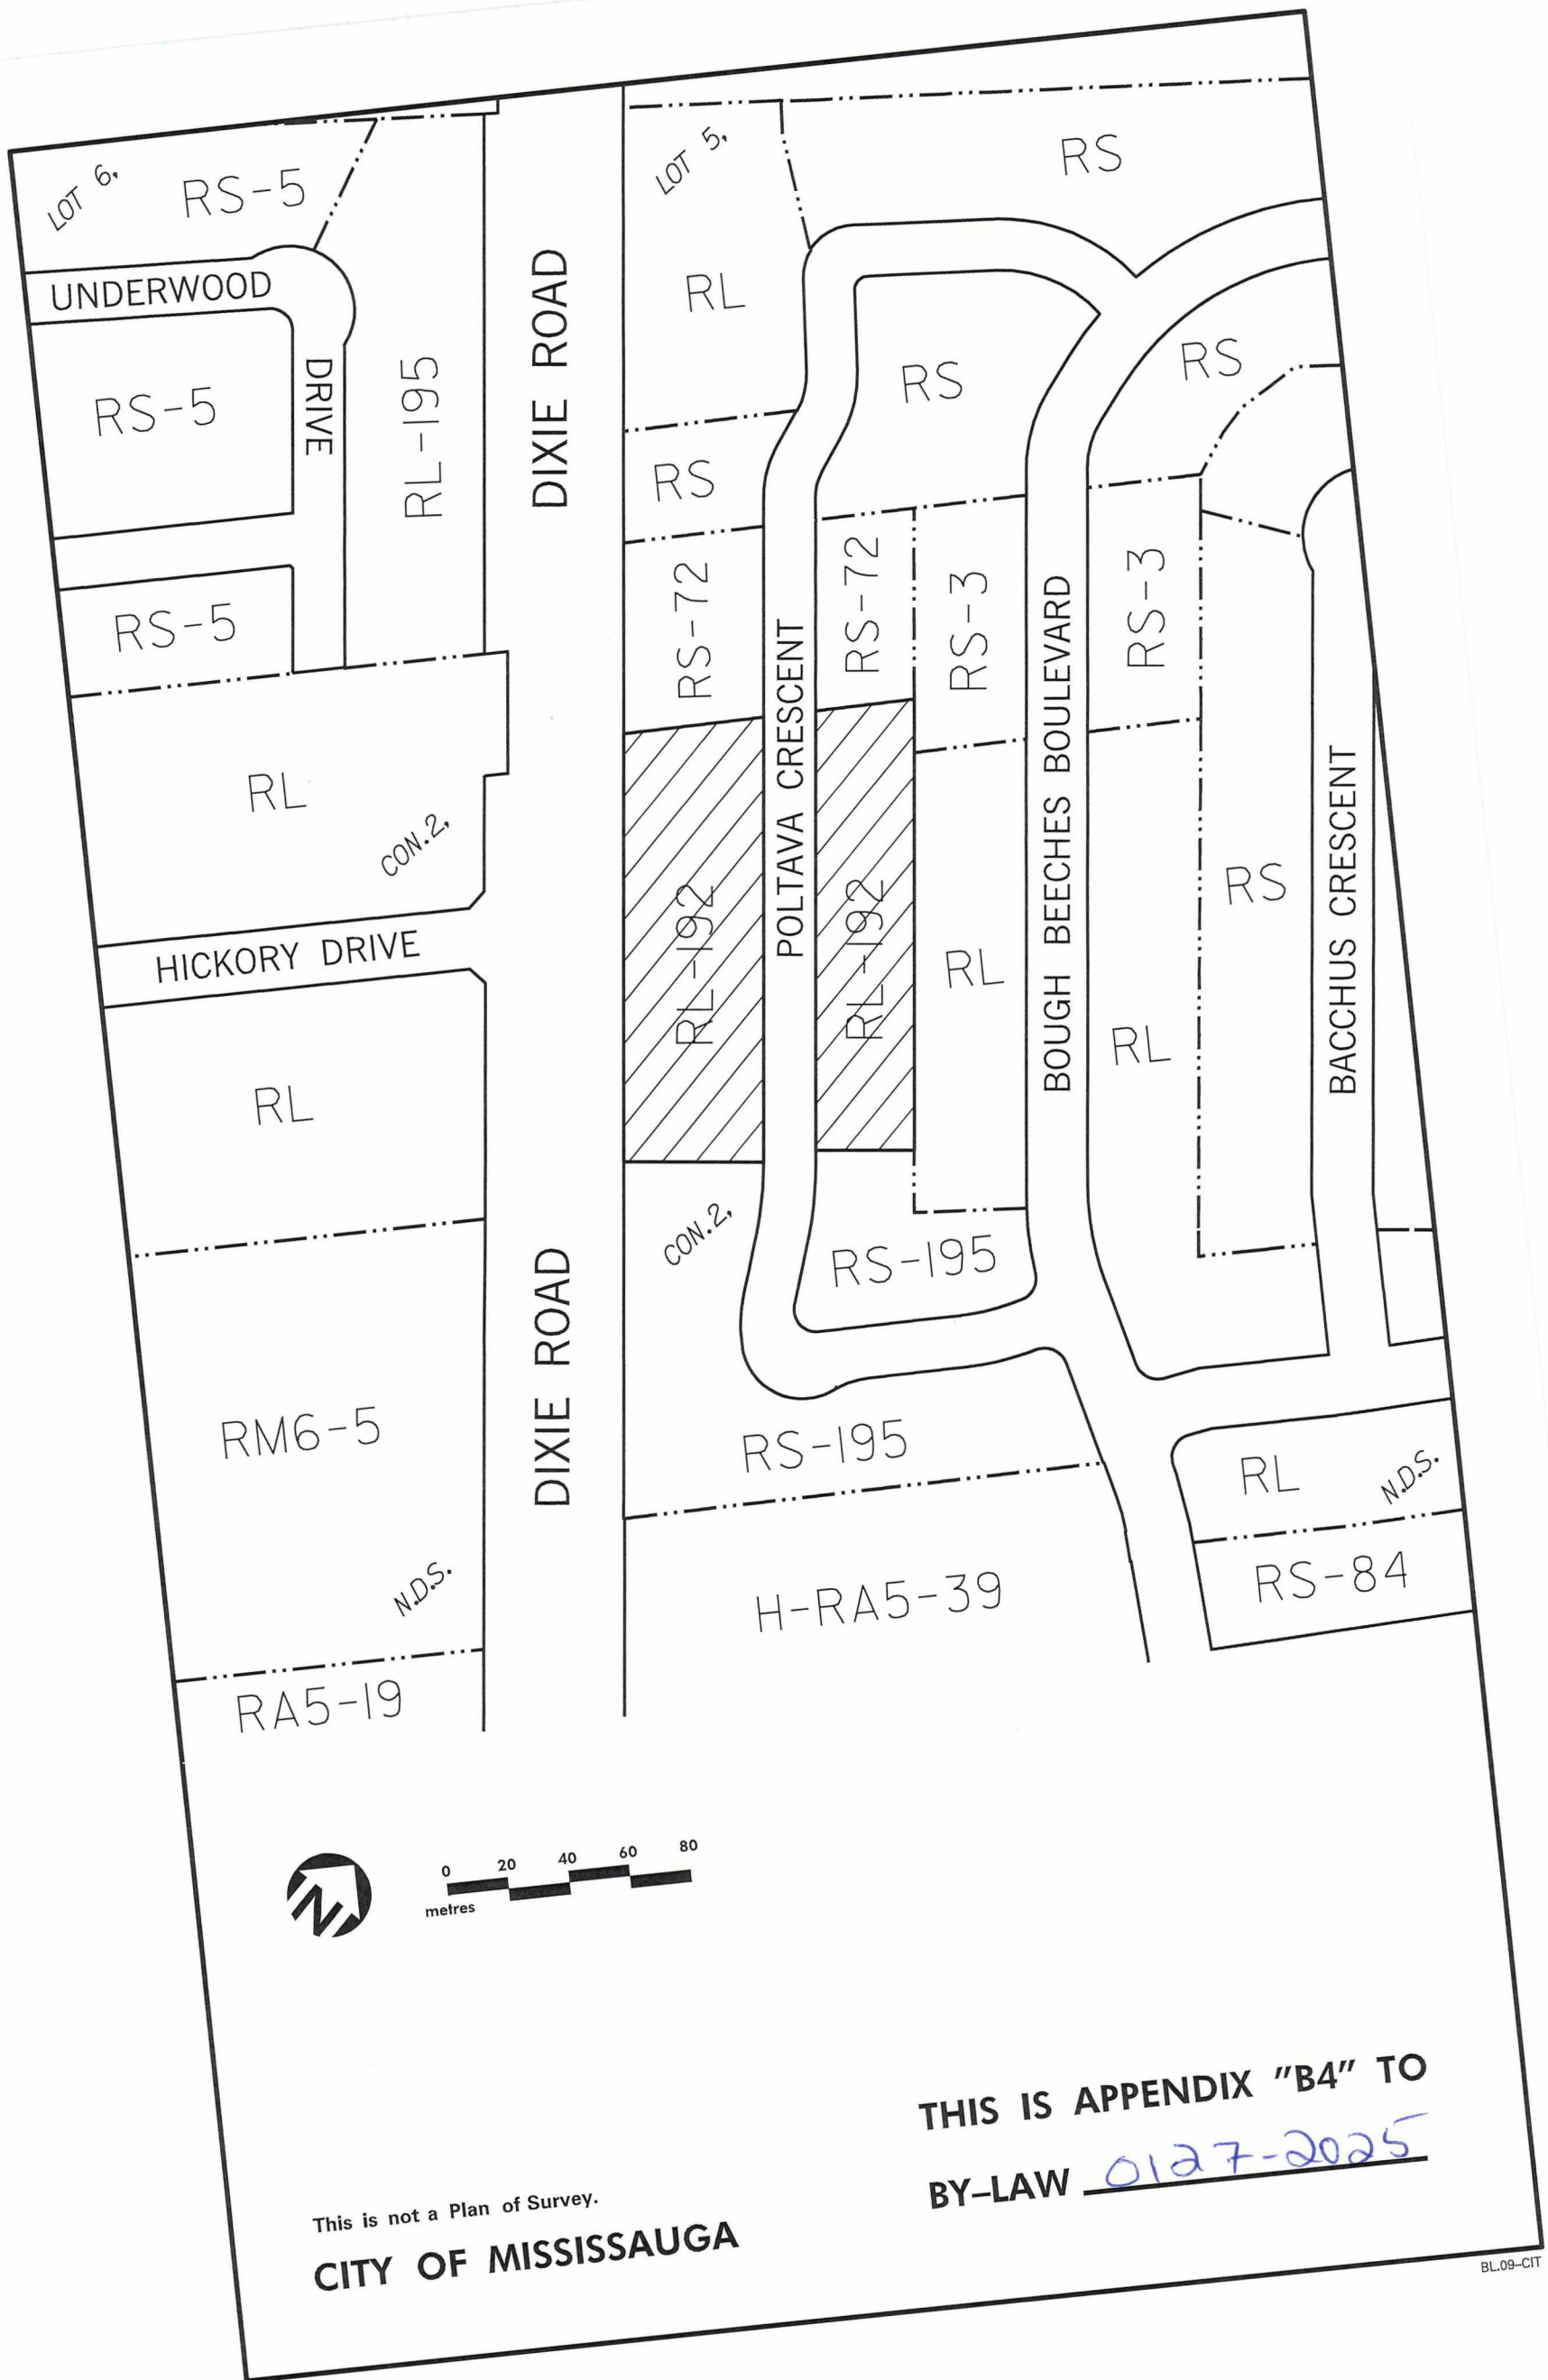 LOT 6,
RS-5
LOT 5,
RS
UNDERWOOD
DRIVE
RL
RS-5
RL-195
DIXIE ROAD
RS
RS
RS
RS-5
RS-72
RS-72
RS-3
RS-3
RL
CON.2,
HICKORY DRIVE
RL-192
POLTAVA CRESCENT
RL-192
RL
BOUGH BEECHES BOULEVARD
RL
RS
BACCHUS CRESCENT
RL
CON.2,
RS-195
DIXIE ROAD
RM6-5
RS-195
RL
N.D.S.
N.D.S.
H-RA5-39
RS-84
RA5-19
0 20 40 60 80
metres
N
THIS IS APPENDIX "B4" TO
BY-LAW 0127-2025
This is not a Plan of Survey.
CITY OF MISSISSAUGA
BL.09-CIT